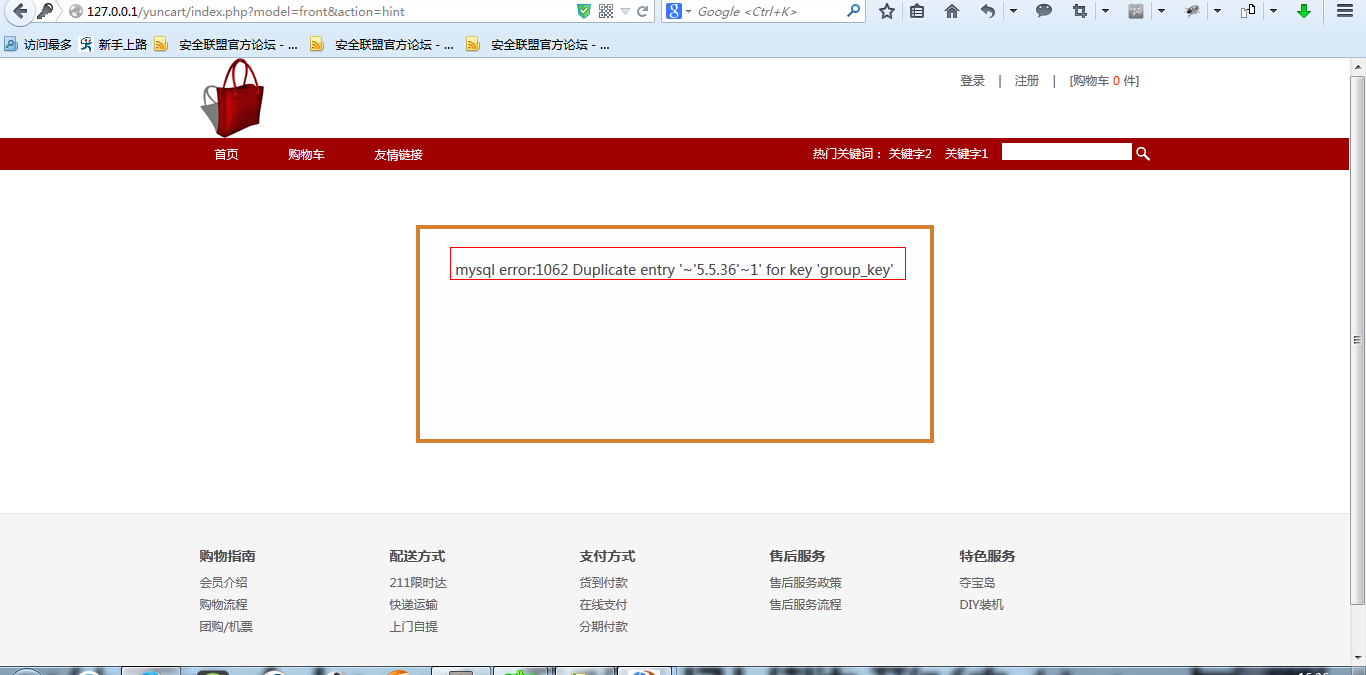 127.0.0.1/yuncart/index.php?model=front&action=hint
Google <Ctrl+K>
访问最多 新手上路 安全联盟官方论坛 - ... 安全联盟官方论坛 - ... 安全联盟官方论坛 - ...
登录 | 注册 | [购物车 0 件]
首页 购物车 友情链接 热门关键词： 关键字2 关键字1
mysql error:1062 Duplicate entry '~'5.5.36'~1' for key 'group_key'
购物指南 配送方式 支付方式 售后服务 特色服务
会员介绍 211限时达 货到付款 售后服务政策 夺宝岛
购物流程 快递运输 在线支付 售后服务流程 DIY装机
团购/机票 上门自提 分期付款